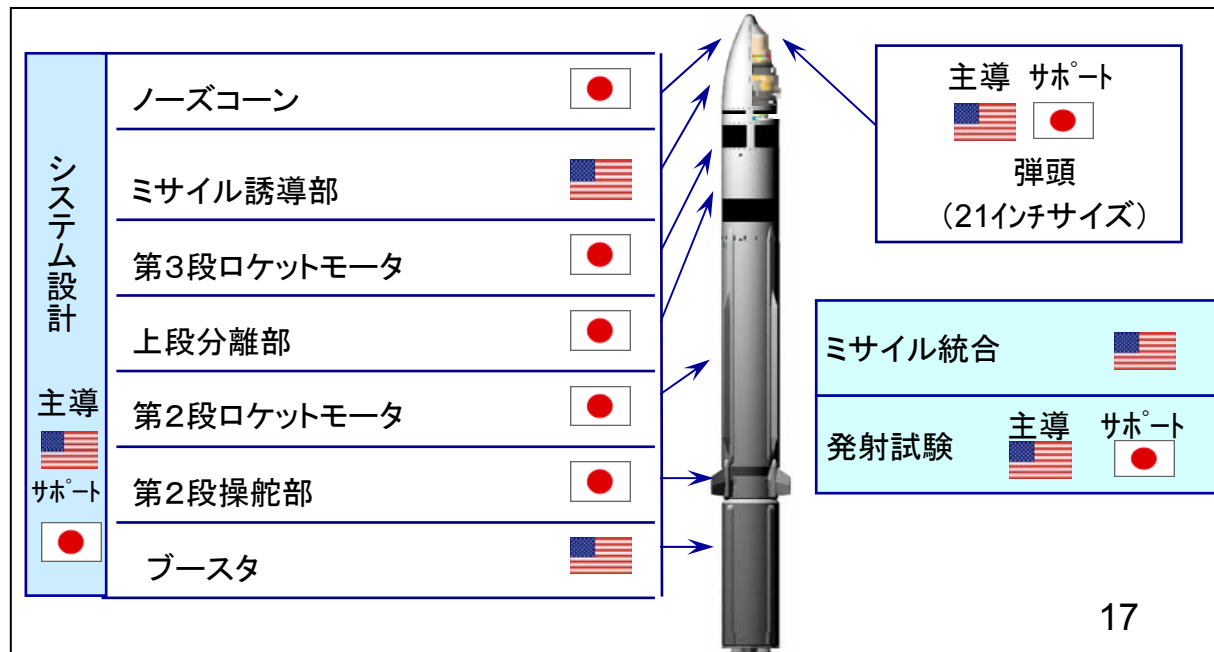 システム設計
主導
サポート
ノーズコーン
ミサイル誘導部
第3段ロケットモータ
上段分離部
第2段ロケットモータ
第2段操舵部
ブースタ
主導 サポート
弾頭
(21インチサイズ)
ミサイル統合
発射試験 主導 サポート
17